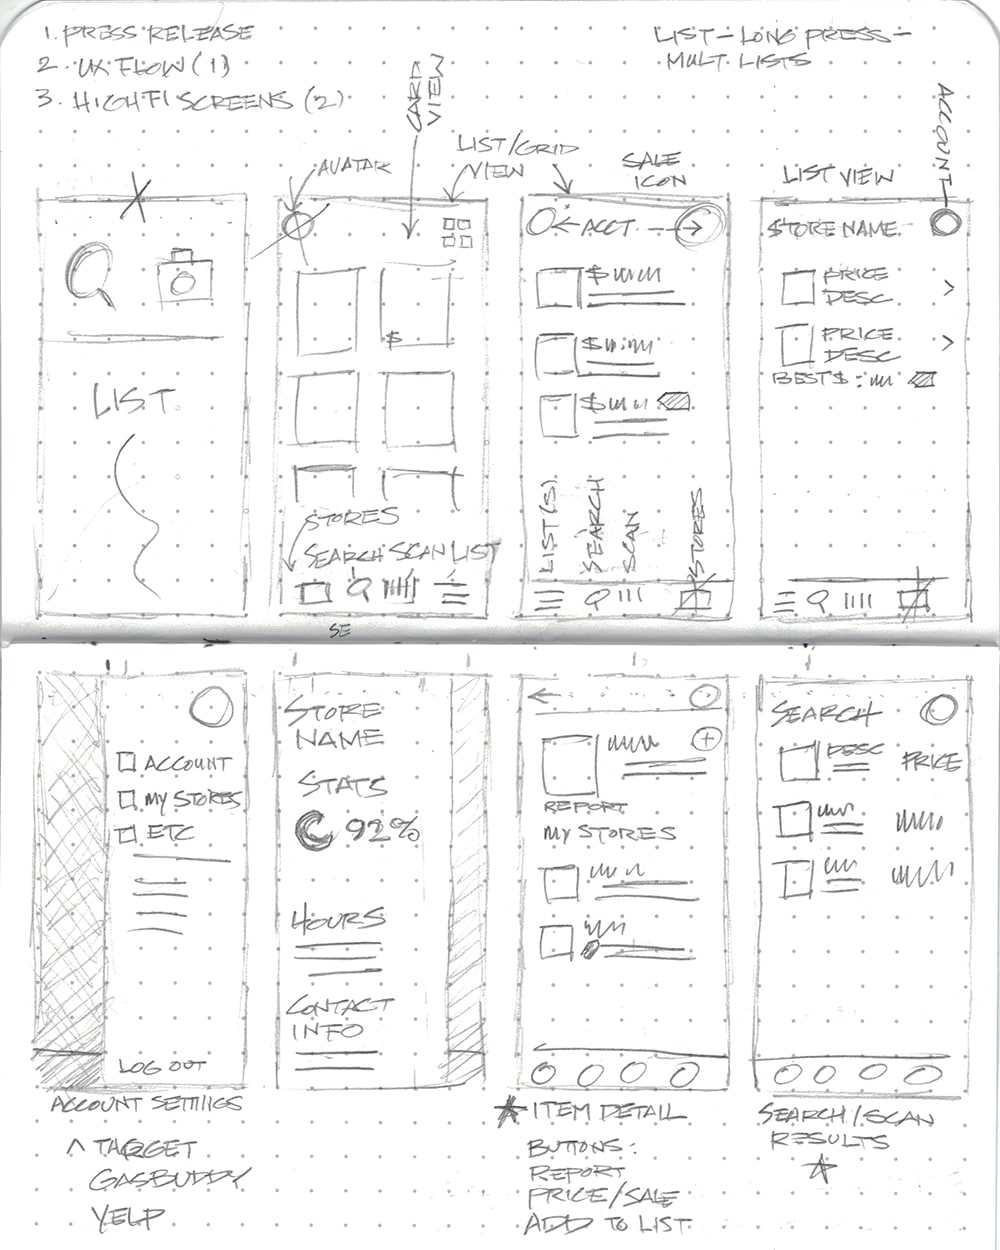 1. PRESS RELEASE
2. UX FLOW (1)
3. HIGH FI SCREENS (2)
LIST - LONG PRESS -
MULT. LISTS
CARD
VIEW
AVATAR
LIST/GRID
VIEW
SALE
ICON
LIST VIEW
ACCOUNT
LIST
$
STORES
SEARCH SCAN LIST
ACCT.
$
$
$
LIST(S)
SEARCH
SCAN
STORES
STORE NAME
PRICE
DESC
>
PRICE
DESC
>
BEST $ :
SE
ACCOUNT
MY STORES
ETC
LOG OUT
ACCOUNT SETTINGS
^ TARGET
GASBUDDY
YELP
STORE
NAME
STATS
92%
HOURS
CONTACT
INFO
+
REPORT
MY STORES
ITEM DETAIL
BUTTONS:
REPORT
PRICE/SALE
ADD TO LIST
SEARCH
DESC
PRICE
SEARCH/SCAN
RESULTS